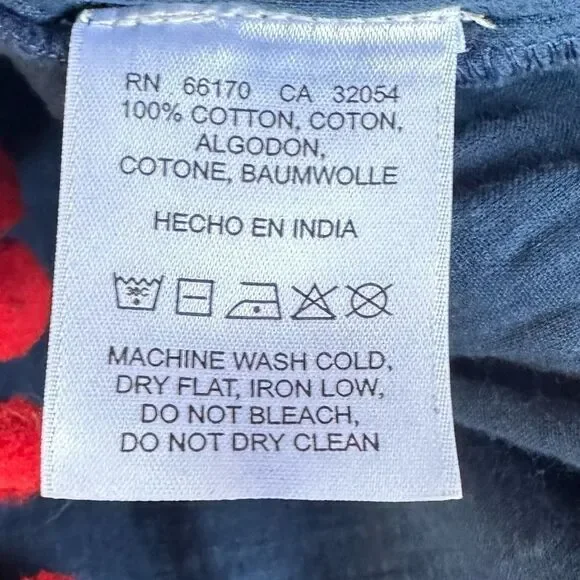 RN 66170 CA 32054
100% COTTON, COTON,
ALGODON,
COTONE, BAUMWOLLE
HECHO EN INDIA
30C
MACHINE WASH COLD,
DRY FLAT, IRON LOW,
DO NOT BLEACH,
DO NOT DRY CLEAN